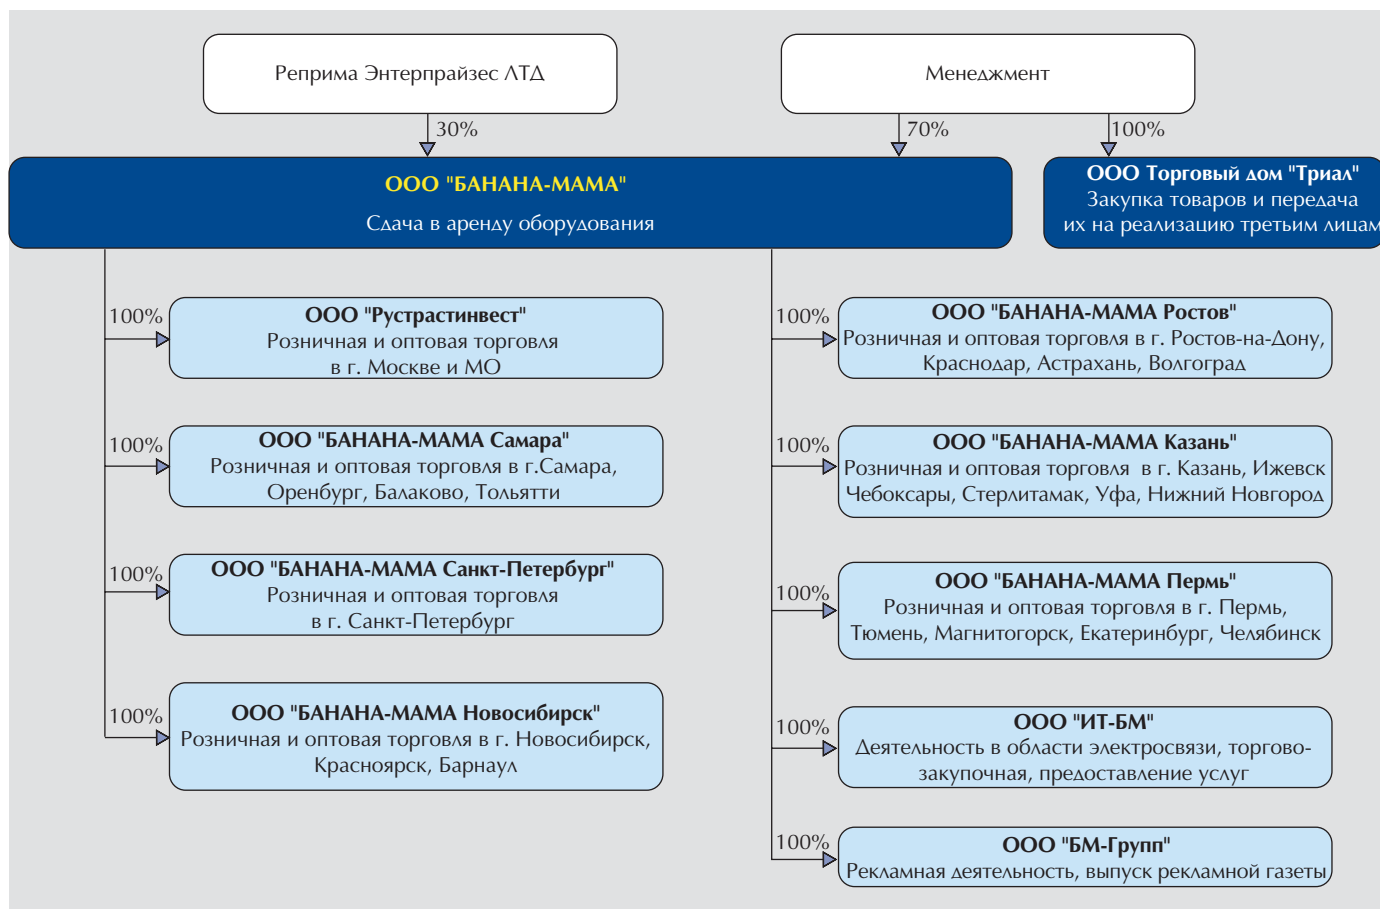 Реприма Энтерпрайзес ЛТД
Менеджмент
30%
70%
100%
ООО "БАНАНА-МАМА"
Сдача в аренду оборудования
ООО Торговый дом "Триал"
Закупка товаров и передача
их на реализацию третьим лицам
100%
ООО "Рустрастинвест"
Розничная и оптовая торговля
в г. Москве и МО
100%
ООО "БАНАНА-МАМА Самара"
Розничная и оптовая торговля в г.Самара,
Оренбург, Балаково, Тольятти
100%
ООО "БАНАНА-МАМА Санкт-Петербург"
Розничная и оптовая торговля
в г. Санкт-Петербург
100%
ООО "БАНАНА-МАМА Новосибирск"
Розничная и оптовая торговля в г. Новосибирск,
Красноярск, Барнаул
100%
ООО "БАНАНА-МАМА Ростов"
Розничная и оптовая торговля в г. Ростов-на-Дону,
Краснодар, Астрахань, Волгоград
100%
ООО "БАНАНА-МАМА Казань"
Розничная и оптовая торговля в г. Казань, Ижевск
Чебоксары, Стерлитамак, Уфа, Нижний Новгород
100%
ООО "БАНАНА-МАМА Пермь"
Розничная и оптовая торговля в г. Пермь,
Тюмень, Магнитогорск, Екатеринбург, Челябинск
100%
ООО "ИТ-БМ"
Деятельность в области электросвязи, торгово-
закупочная, предоставление услуг
100%
ООО "БМ-Групп"
Рекламная деятельность, выпуск рекламной газеты